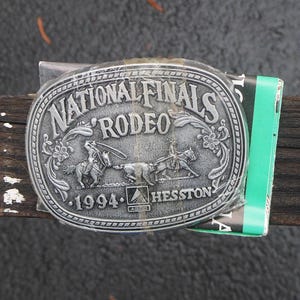 NATIONAL FINALS
RODEO
·1994· HESSTON